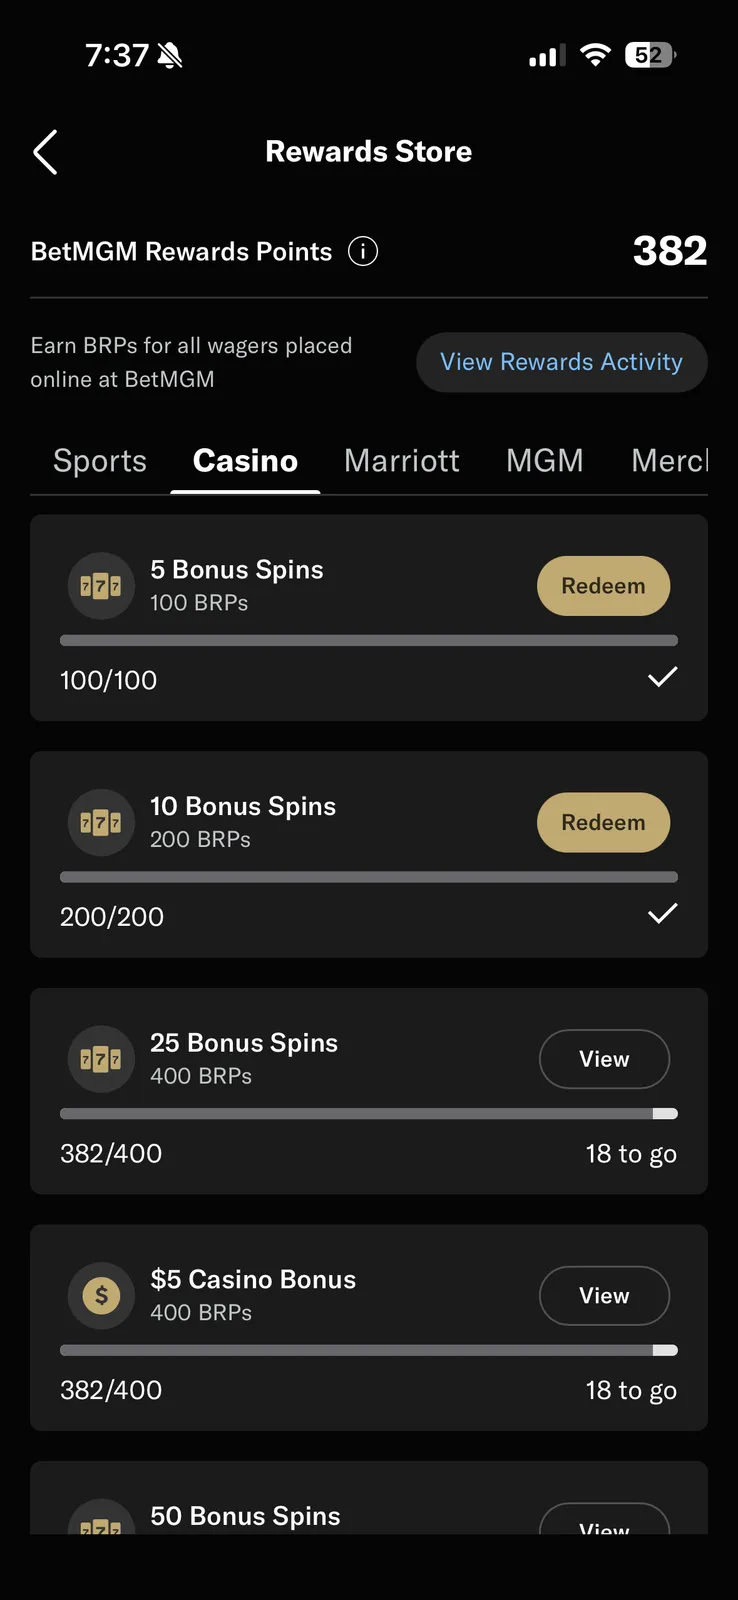 7:37
52
Rewards Store
BetMGM Rewards Points
382
Earn BRPs for all wagers placed
online at BetMGM
View Rewards Activity
Sports Casino Marriott MGM
5 Bonus Spins
100 BRPs
Redeem
100/100
10 Bonus Spins
200 BRPs
Redeem
200/200
25 Bonus Spins
400 BRPs
View
382/400
18 to go
$5 Casino Bonus
400 BRPs
View
382/400
18 to go
50 Bonus Spins
View